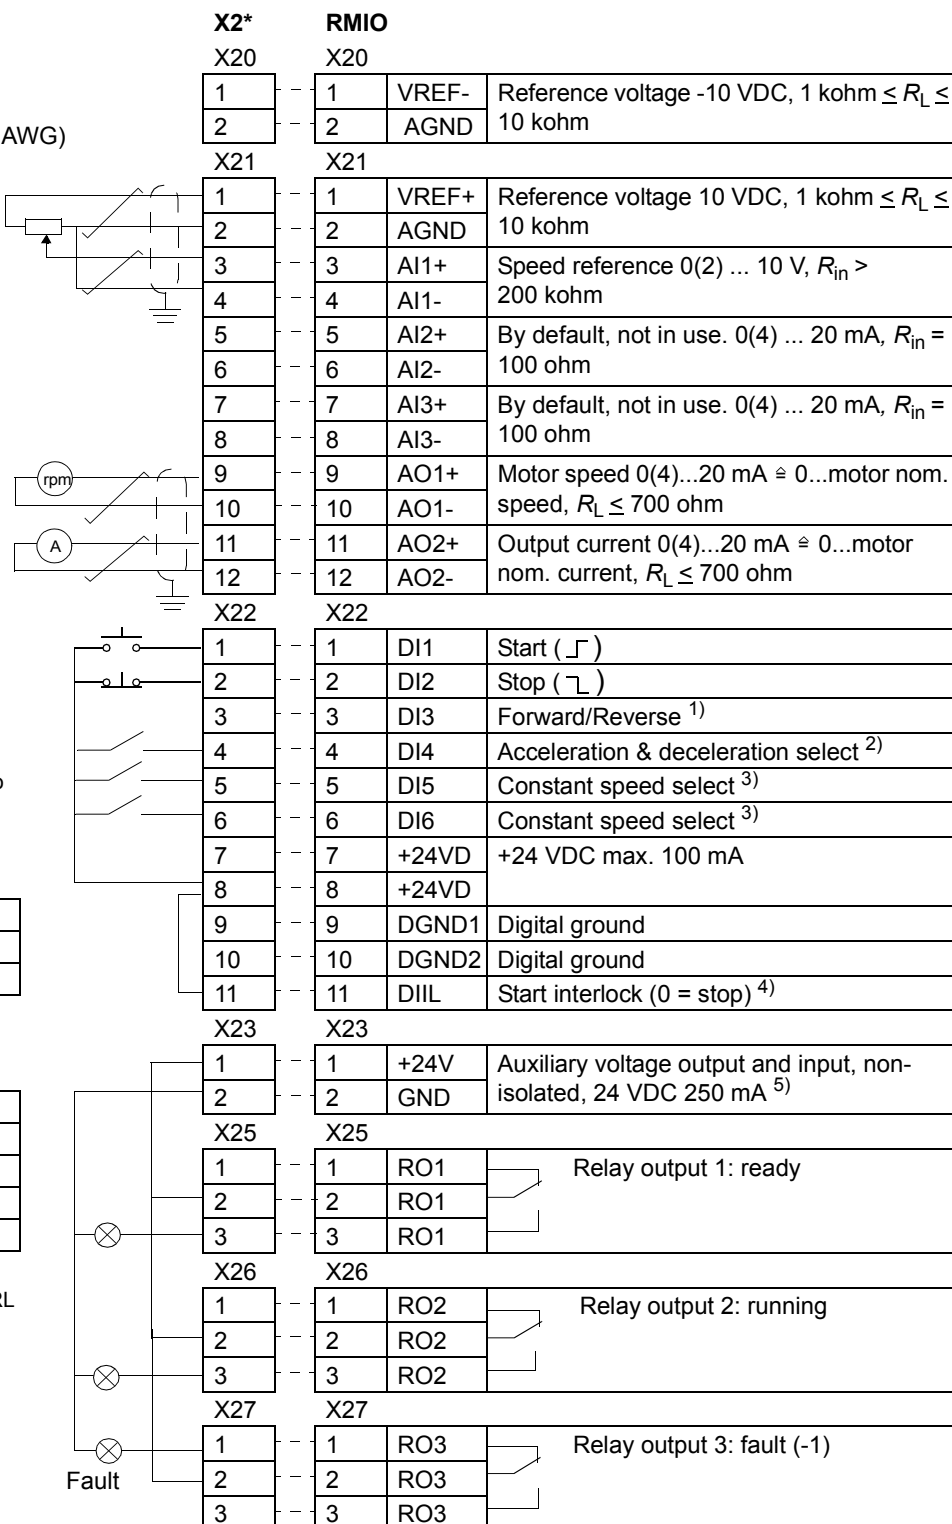 X2* RMIO
X20 X20
1 1 VREF- Reference voltage -10 VDC, 1 kohm ≤ RL ≤
2 2 AGND 10 kohm
AWG)
X21 X21
1 1 VREF+ Reference voltage 10 VDC, 1 kohm ≤ RL ≤
2 2 AGND 10 kohm
3 3 AI1+ Speed reference 0(2) ... 10 V, Rin >
4 4 AI1- 200 kohm
5 5 AI2+ By default, not in use. 0(4) ... 20 mA, Rin =
6 6 AI2- 100 ohm
7 7 AI3+ By default, not in use. 0(4) ... 20 mA, Rin =
8 8 AI3- 100 ohm
rpm 9 9 AO1+ Motor speed 0(4)...20 mA ≙ 0...motor nom.
10 10 AO1- speed, RL ≤ 700 ohm
A 11 11 AO2+ Output current 0(4)...20 mA ≙ 0...motor
12 12 AO2- nom. current, RL ≤ 700 ohm
X22 X22
1 1 DI1 Start ( )
2 2 DI2 Stop ( )
3 3 DI3 Forward/Reverse 1)
4 4 DI4 Acceleration & deceleration select 2)
5 5 DI5 Constant speed select 3)
6 6 DI6 Constant speed select 3)
7 7 +24VD +24 VDC max. 100 mA
8 8 +24VD
9 9 DGND1 Digital ground
10 10 DGND2 Digital ground
11 11 DIIL Start interlock (0 = stop) 4)
X23 X23
1 1 +24V Auxiliary voltage output and input, non-
2 2 GND isolated, 24 VDC 250 mA 5)
X25 X25
1 1 RO1 Relay output 1: ready
2 2 RO1
3 3 RO1
X26 X26
RL
1 1 RO2 Relay output 2: running
2 2 RO2
3 3 RO2
X27 X27
1 1 RO3 Relay output 3: fault (-1)
Fault 2 2 RO3
3 3 RO3